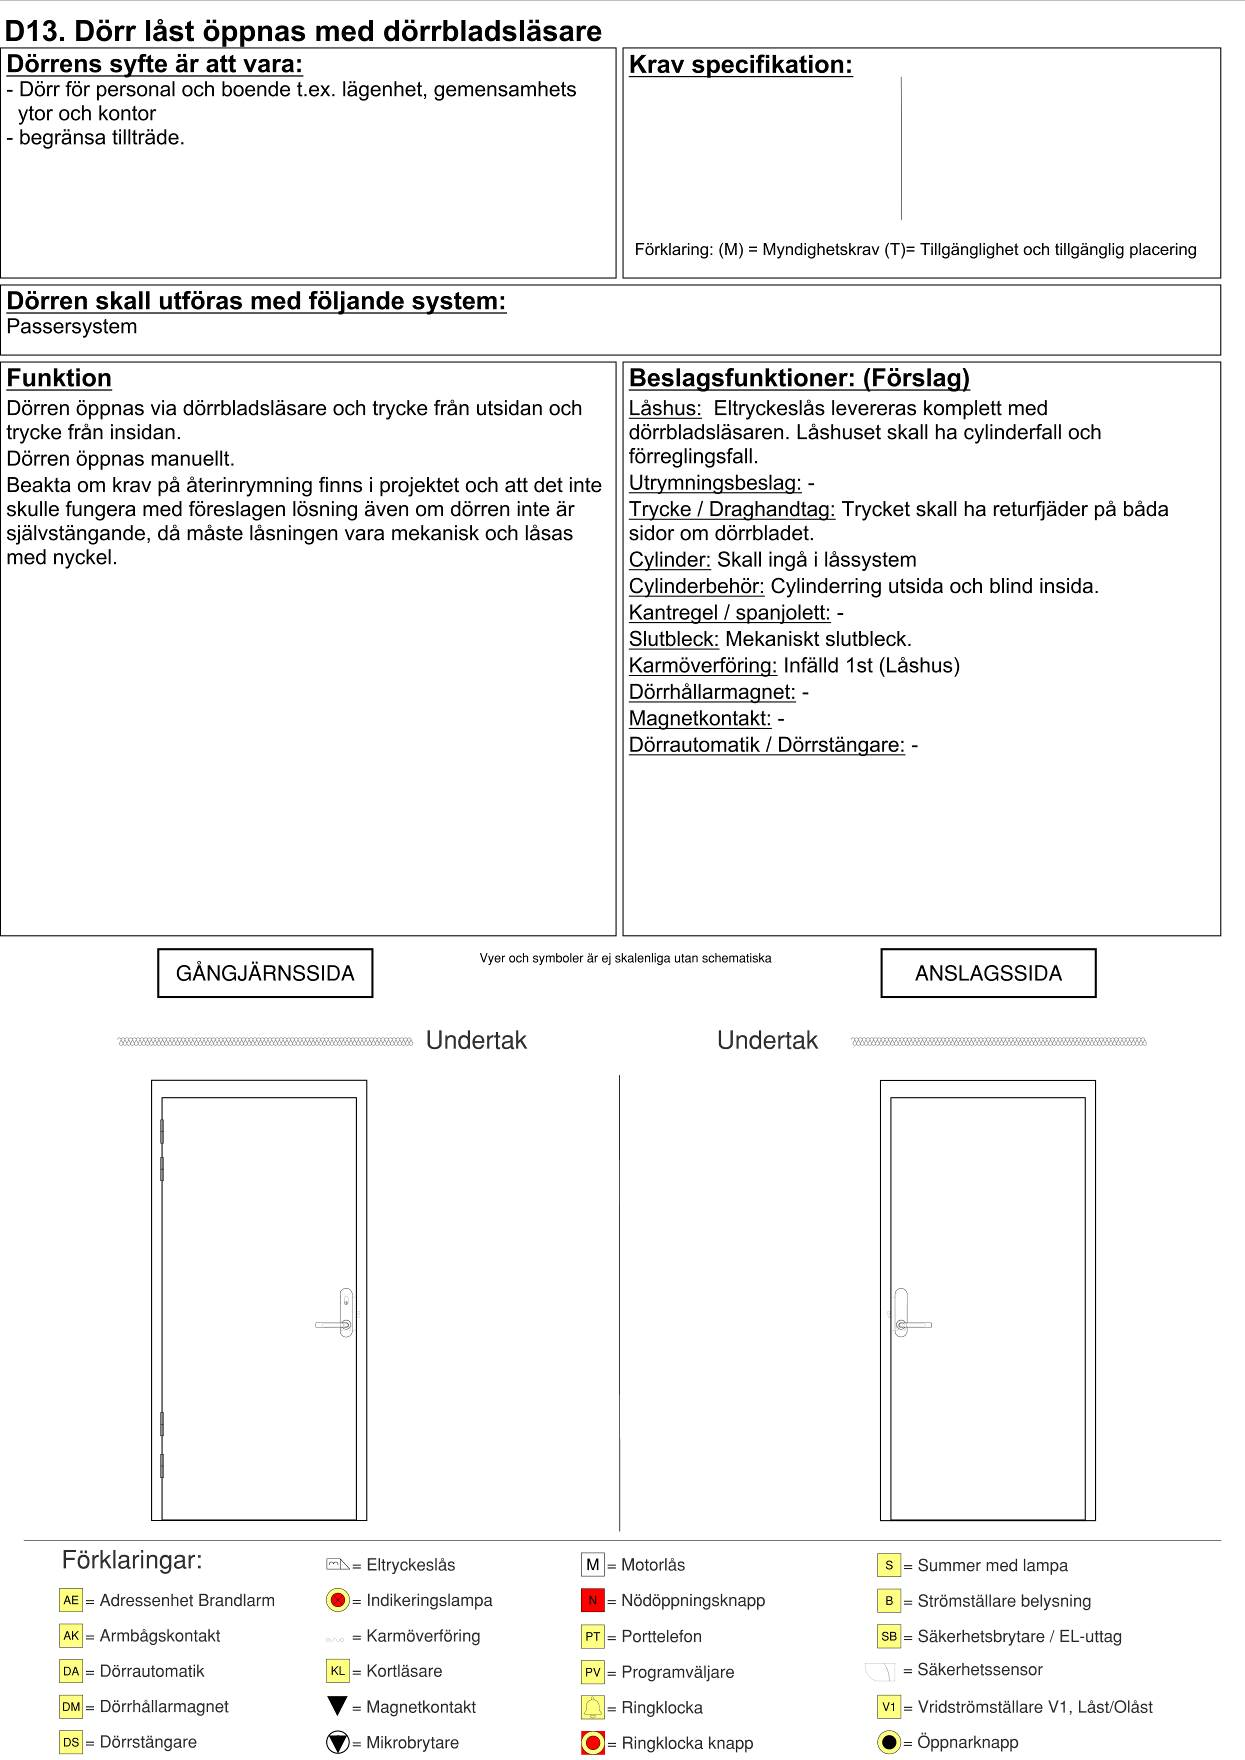 D13. Dörr låst öppnas med dörrbladsläsare
Dörrens syfte är att vara:
- Dörr för personal och boende t.ex. lägenhet, gemensamhets
ytor och kontor
- begränsa tillträde.
Krav specifikation:
Förklaring: (M) = Myndighetskrav (T)= Tillgänglighet och tillgänglig placering
Dörren skall utföras med följande system:
Passersystem
Funktion
Dörren öppnas via dörrbladsläsare och trycke från utsidan och
trycke från insidan.
Dörren öppnas manuellt.
Beakta om krav på återinrymning finns i projektet och att det inte
skulle fungera med föreslagen lösning även om dörren inte är
självstängande, då måste låsningen vara mekanisk och låsas
med nyckel.
Beslagsfunktioner: (Förslag)
Låshus: Eltryckeslås levereras komplett med
dörrbladsläsaren. Låshuset skall ha cylinderfall och
förreglingsfall.
Utrymningsbeslag: -
Trycke / Draghandtag: Trycket skall ha returfjäder på båda
sidor om dörrbladet.
Cylinder: Skall ingå i låssystem
Cylinderbehör: Cylinderring utsida och blind insida.
Kantregel / spanjolett: -
Slutbleck: Mekaniskt slutbleck.
Karmöverföring: Infälld 1st (Låshus)
Dörrhållarmagnet: -
Magnetkontakt: -
Dörrautomatik / Dörrstängare: -
GÅNGJÄRNSSIDA
Vyer och symboler är ej skalenliga utan schematiska
ANSLAGSSIDA
Undertak
Undertak
Förklaringar:
AE = Adressenhet Brandlarm
AK = Armbågskontakt
DA = Dörrautomatik
DM = Dörrhållarmagnet
DS = Dörrstängare
= Eltryckeslås
= Indikeringslampa
= Karmöverföring
KL = Kortläsare
= Magnetkontakt
= Mikrobrytare
M = Motorlås
N = Nödöppningsknapp
PT = Porttelefon
PV = Programväljare
= Ringklocka
= Ringklocka knapp
S = Summer med lampa
B = Strömställare belysning
SB = Säkerhetsbrytare / EL-uttag
= Säkerhetssensor
V1 = Vridströmställare V1, Låst/Olåst
= Öppnarknapp